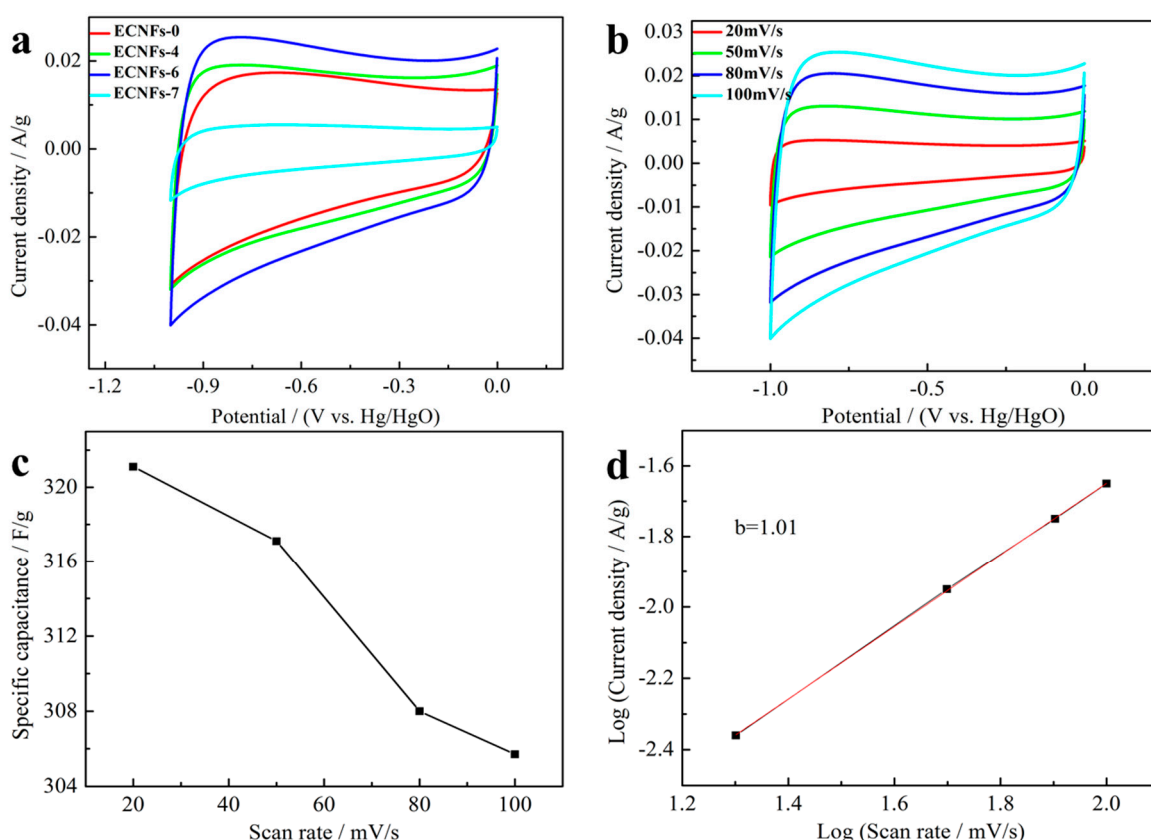 a
ECNFs-0
ECNFs-4
ECNFs-6
ECNFs-7
0.02
0.00
-0.02
-0.04
Current density / A/g
-1.2
-0.9
-0.6
-0.3
0.0
Potential / (V vs. Hg/HgO)
b
20mV/s
50mV/s
80mV/s
100mV/s
0.03
0.02
0.01
0.00
-0.01
-0.02
-0.03
-0.04
Current density / A/g
-1.0
-0.5
0.0
Potential / (V vs. Hg/HgO)
c
320
316
312
308
304
Specific capacitance / F/g
20
40
60
80
100
Scan rate / mV/s
d
b=1.01
-1.6
-1.8
-2.0
-2.2
-2.4
Log (Current density / A/g)
1.2
1.4
1.6
1.8
2.0
Log (Scan rate / mV/s)